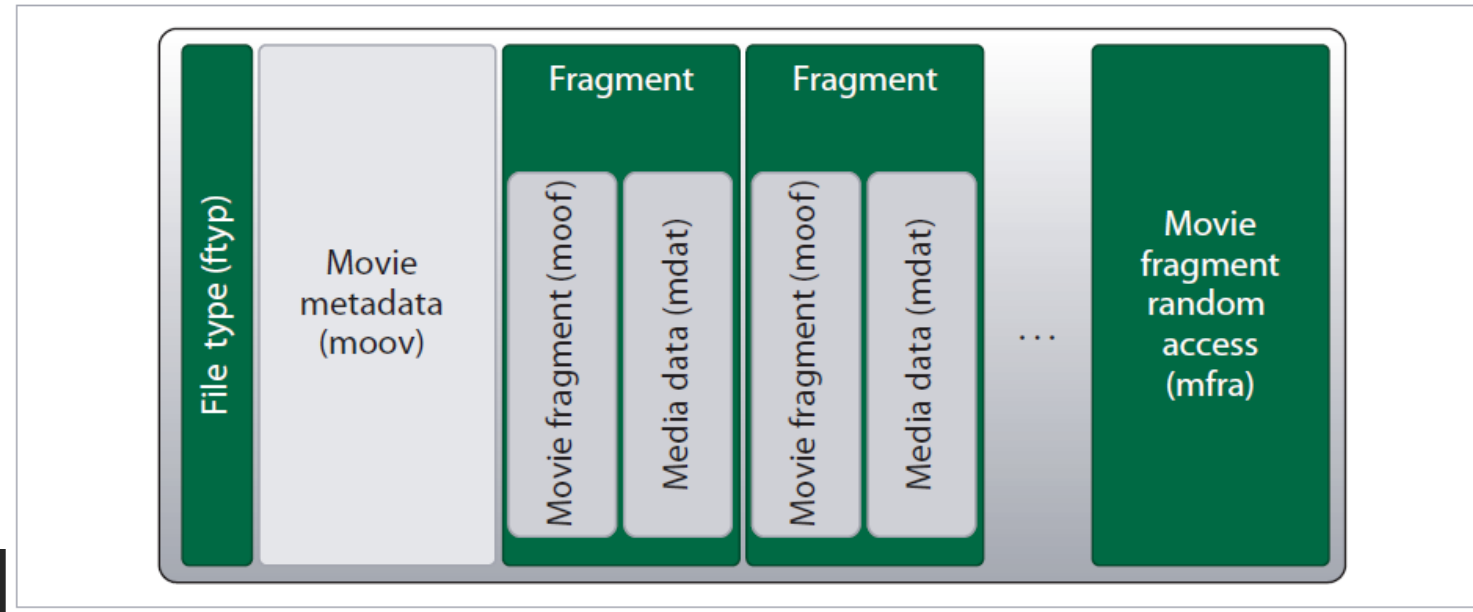 File type (ftyp)
Movie
metadata
(moov)
Fragment
Movie fragment (moof)
Media data (mdat)
Fragment
Movie fragment (moof)
Media data (mdat)
...
Movie
fragment
random
access
(mfra)